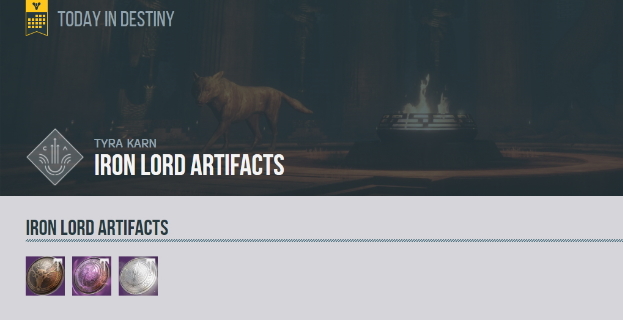 TODAY IN DESTINY
TYRA KARN
IRON LORD ARTIFACTS
IRON LORD ARTIFACTS